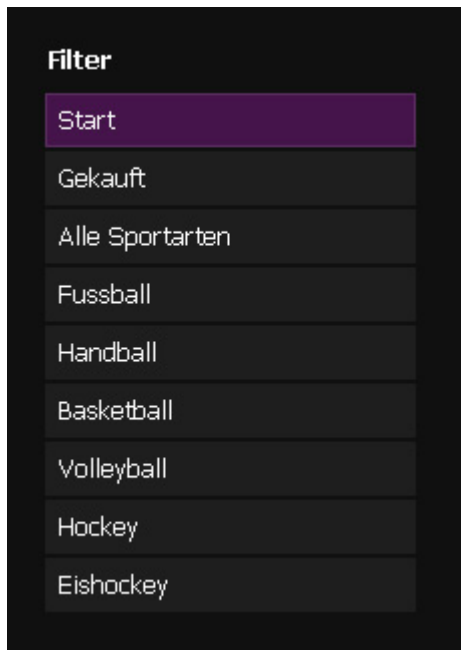 Filter
Start
Gekauft
Alle Sportarten
Fussball
Handball
Basketball
Volleyball
Hockey
Eishockey